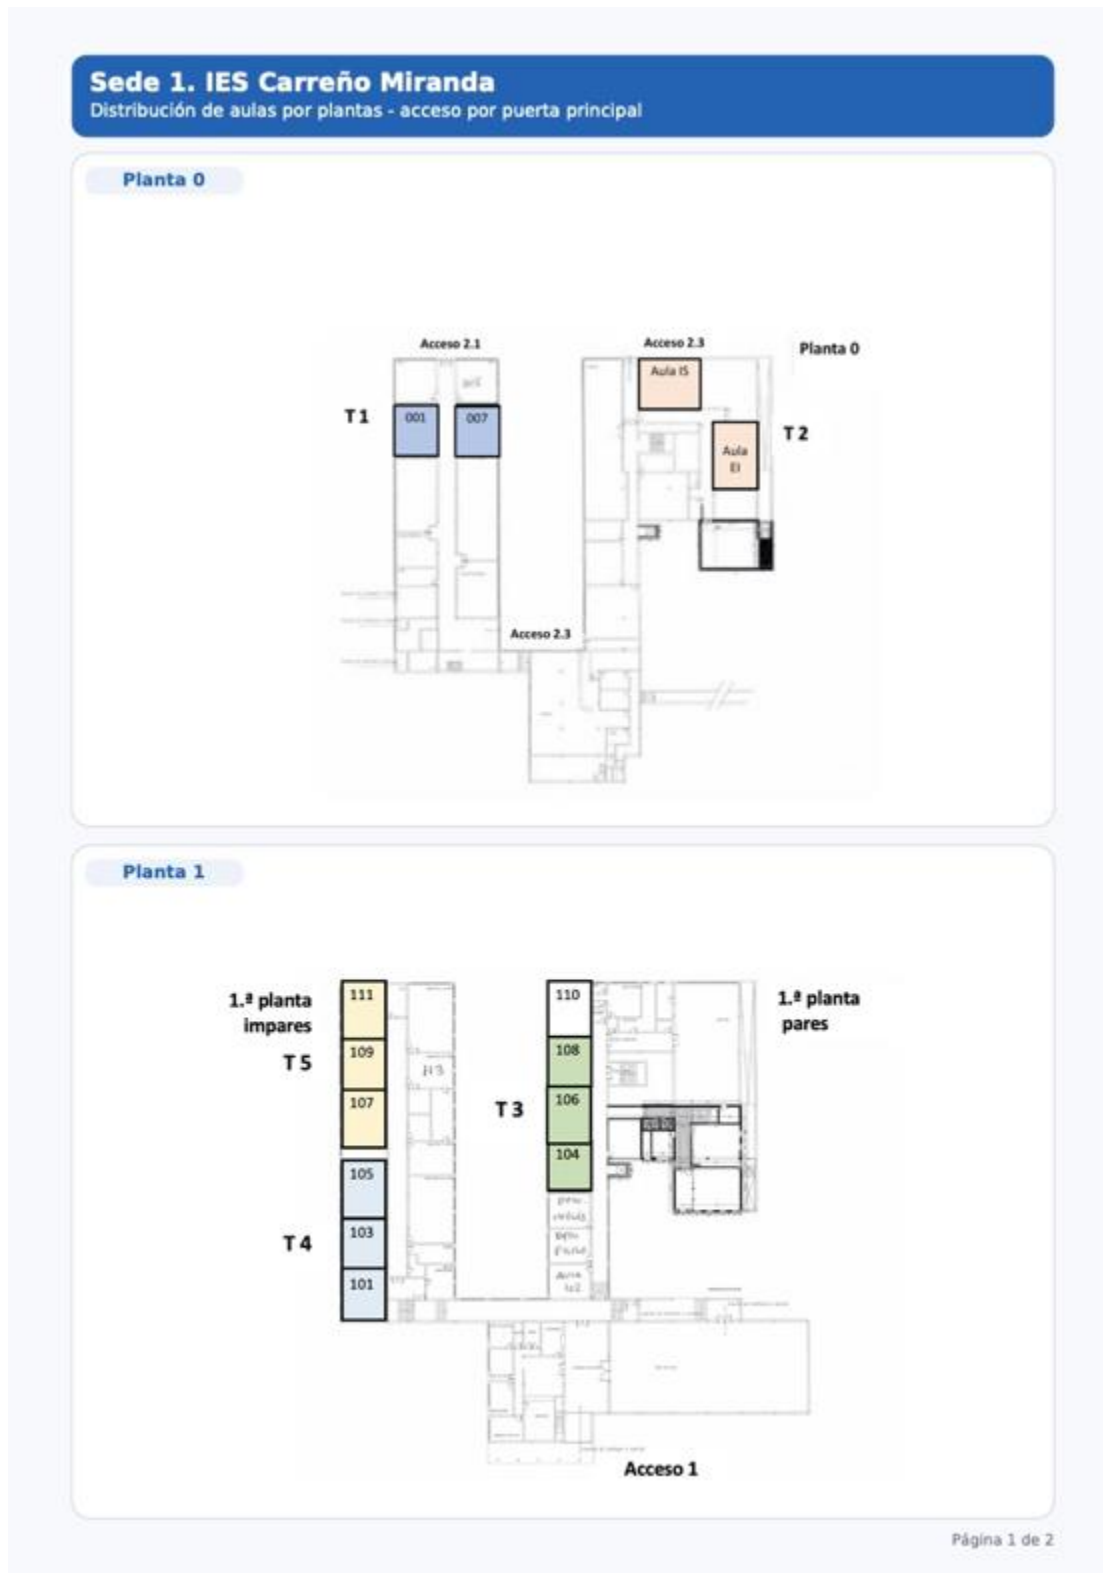 Sede 1. IES Carreño Miranda
Distribución de aulas por plantas - acceso por puerta principal
Planta 0
Acceso 2.1
Acceso 2.3
Planta 0
Aula IS
T 1
001
007
T 2
Aula
EI
Acceso 2.3
Planta 1
1.ª planta
impares
111
110
1.ª planta
pares
T 5
109
108
113
107
T 3
106
104
105
T 4
103
101
Aula
Acceso 1
Página 1 de 2